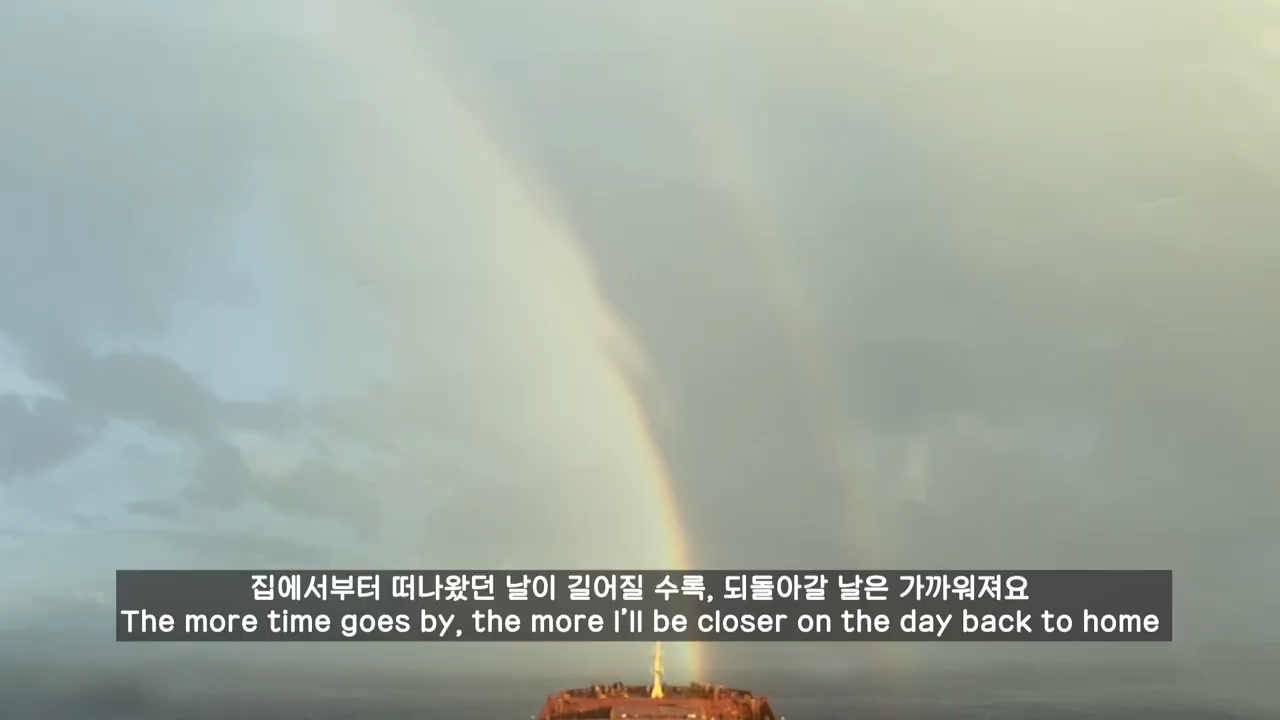 집에서부터 떠나왔던 날이 길어질 수록, 되돌아갈 날은 가까워져요
The more time goes by, the more I'll be closer on the day back to home